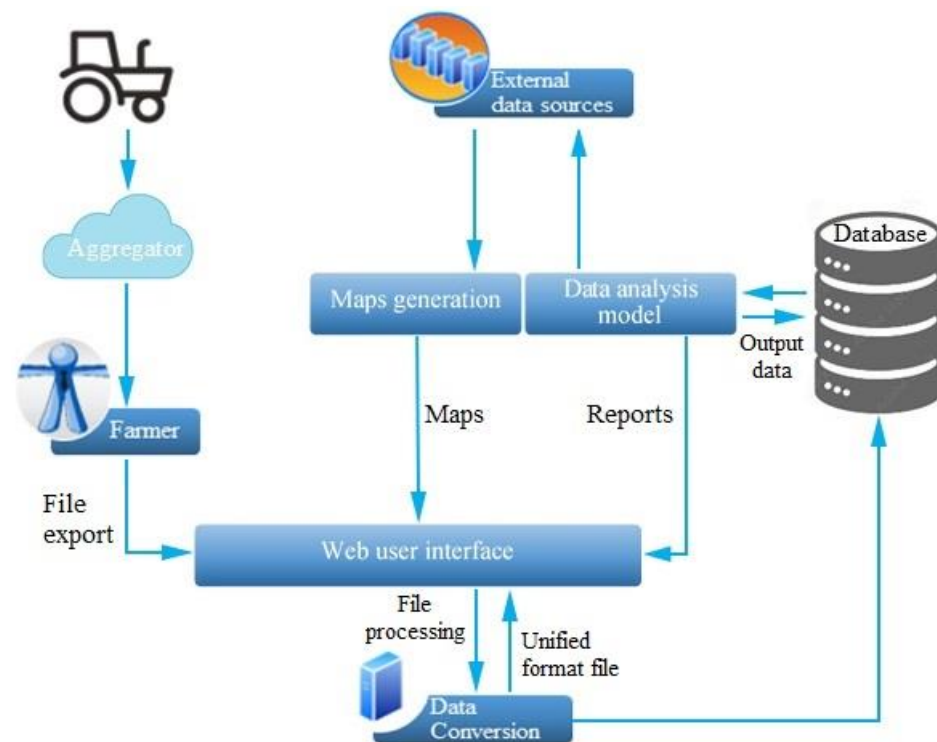 External
data sources
Aggregator
Database
Maps generation
Data analysis
model
Output
data
Farmer
Maps
Reports
File
export
Web user interface
File
processing
Unified
format file
Data
Conversion